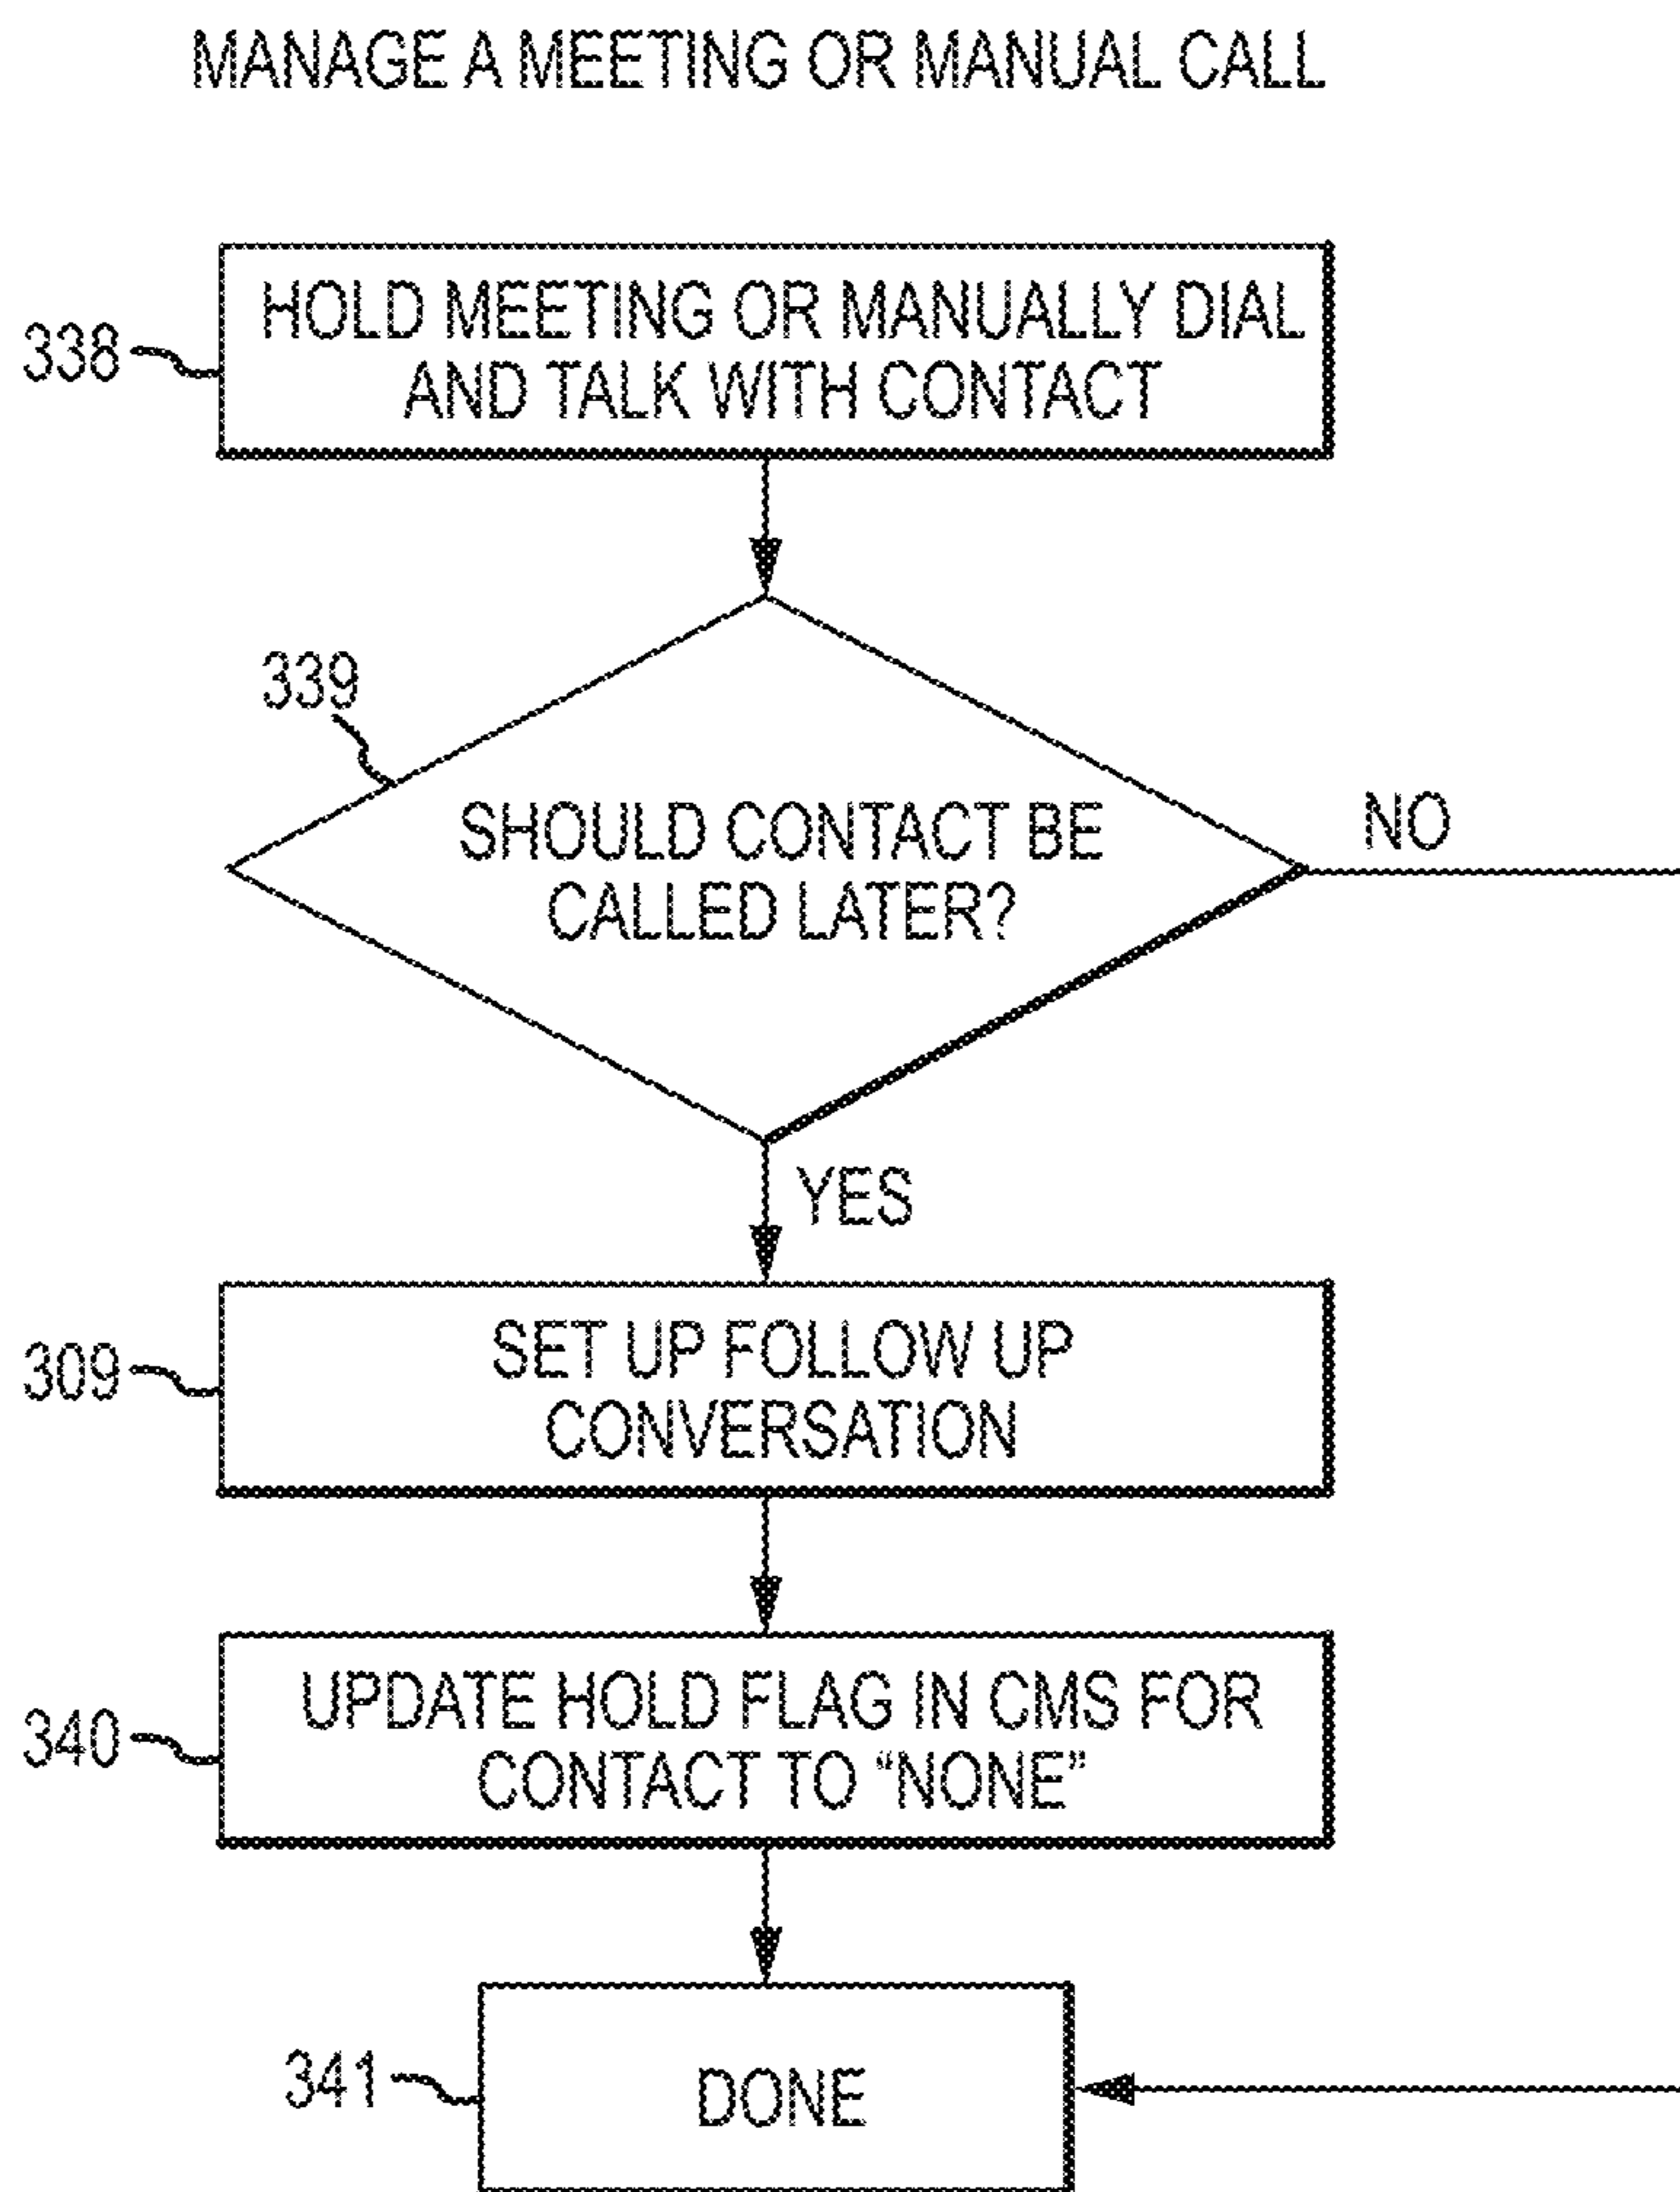 MANAGE A MEETING OR MANUAL CALL
338
HOLD MEETING OR MANUALLY DIAL
AND TALK WITH CONTACT
339
SHOULD CONTACT BE
CALLED LATER?
NO
YES
309
SET UP FOLLOW UP
CONVERSATION
340
UPDATE HOLD FLAG IN CMS FOR
CONTACT TO “NONE”
341
DONE